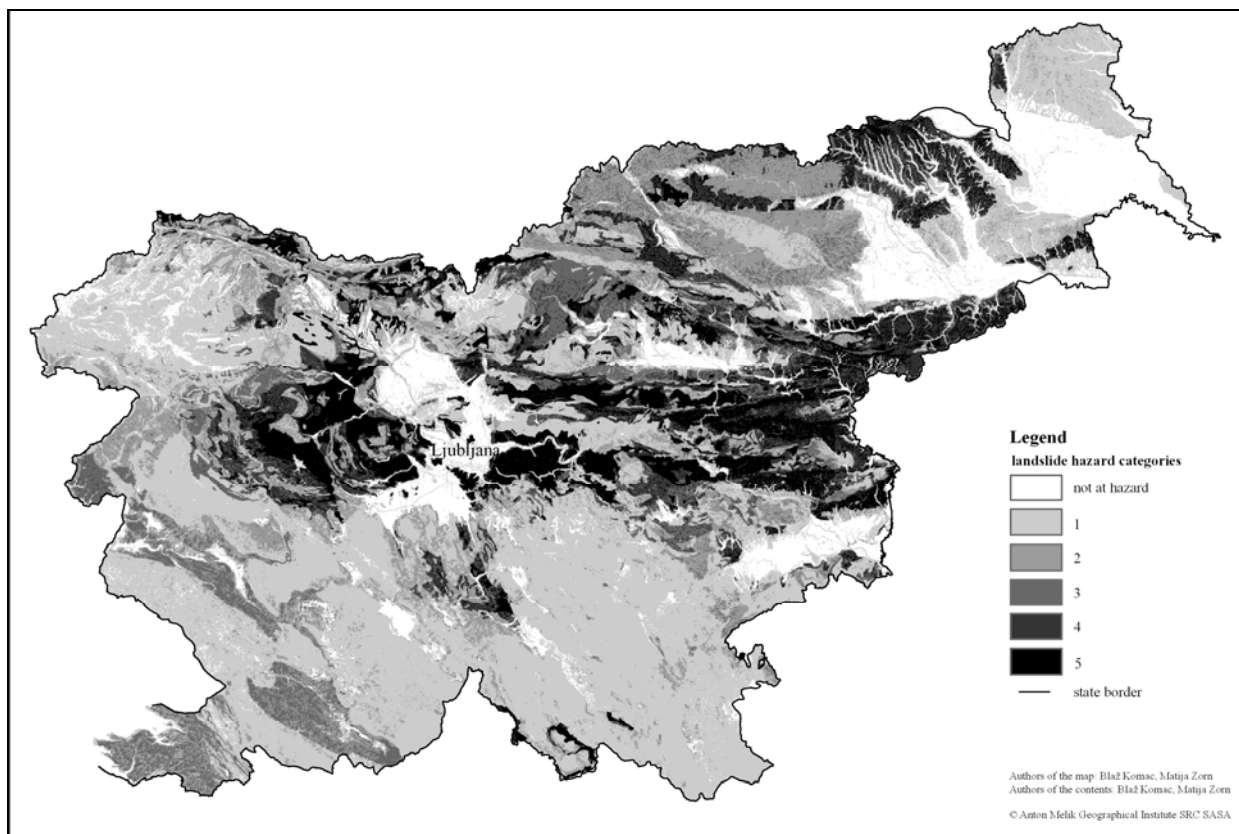 Ljubljana
Legend
landslide hazard categories
not at hazard
1
2
3
4
5
state border
Authors of the map: Blaž Komac, Matija Zorn
Authors of the contents: Blaž Komac, Matija Zorn
© Anton Melik Geographical Institute SRC SASA